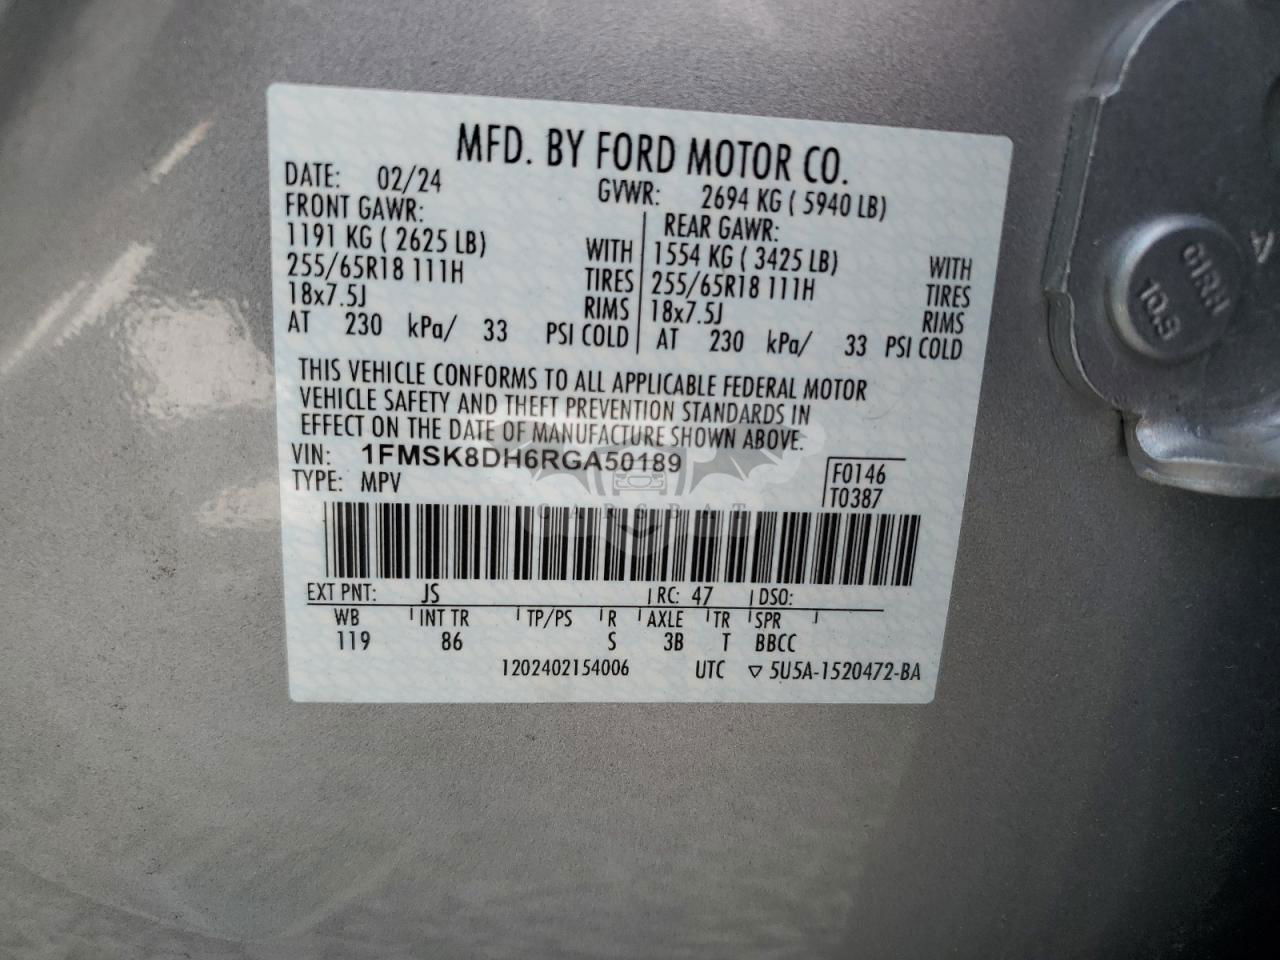 MFD. BY FORD MOTOR CO.
DATE: 02/24 GVWR: 2694 KG ( 5940 LB)
FRONT GAWR: REAR GAWR:
1191 KG ( 2625 LB) WITH 1554 KG ( 3425 LB) WITH
255/65R18 111H TIRES 255/65R18 111H TIRES
18x7.5J RIMS 18x7.5J RIMS
AT 230 kPa/ 33 PSI COLD AT 230 kPa/ 33 PSI COLD
THIS VEHICLE CONFORMS TO ALL APPLICABLE FEDERAL MOTOR
VEHICLE SAFETY AND THEFT PREVENTION STANDARDS IN
EFFECT ON THE DATE OF MANUFACTURE SHOWN ABOVE.
VIN: 1FMSK8DH6RGA50189
TYPE: MPV
F0146
T0387
CARSBAT
EXT PNT: JS RC: 47 DSO:
WB INT TR TP/PS R AXLE TR SPR
119 86 S 3B T BBCC
1202402154006 UTC ▽ 5U5A-1520472-BA
01RH
10.9